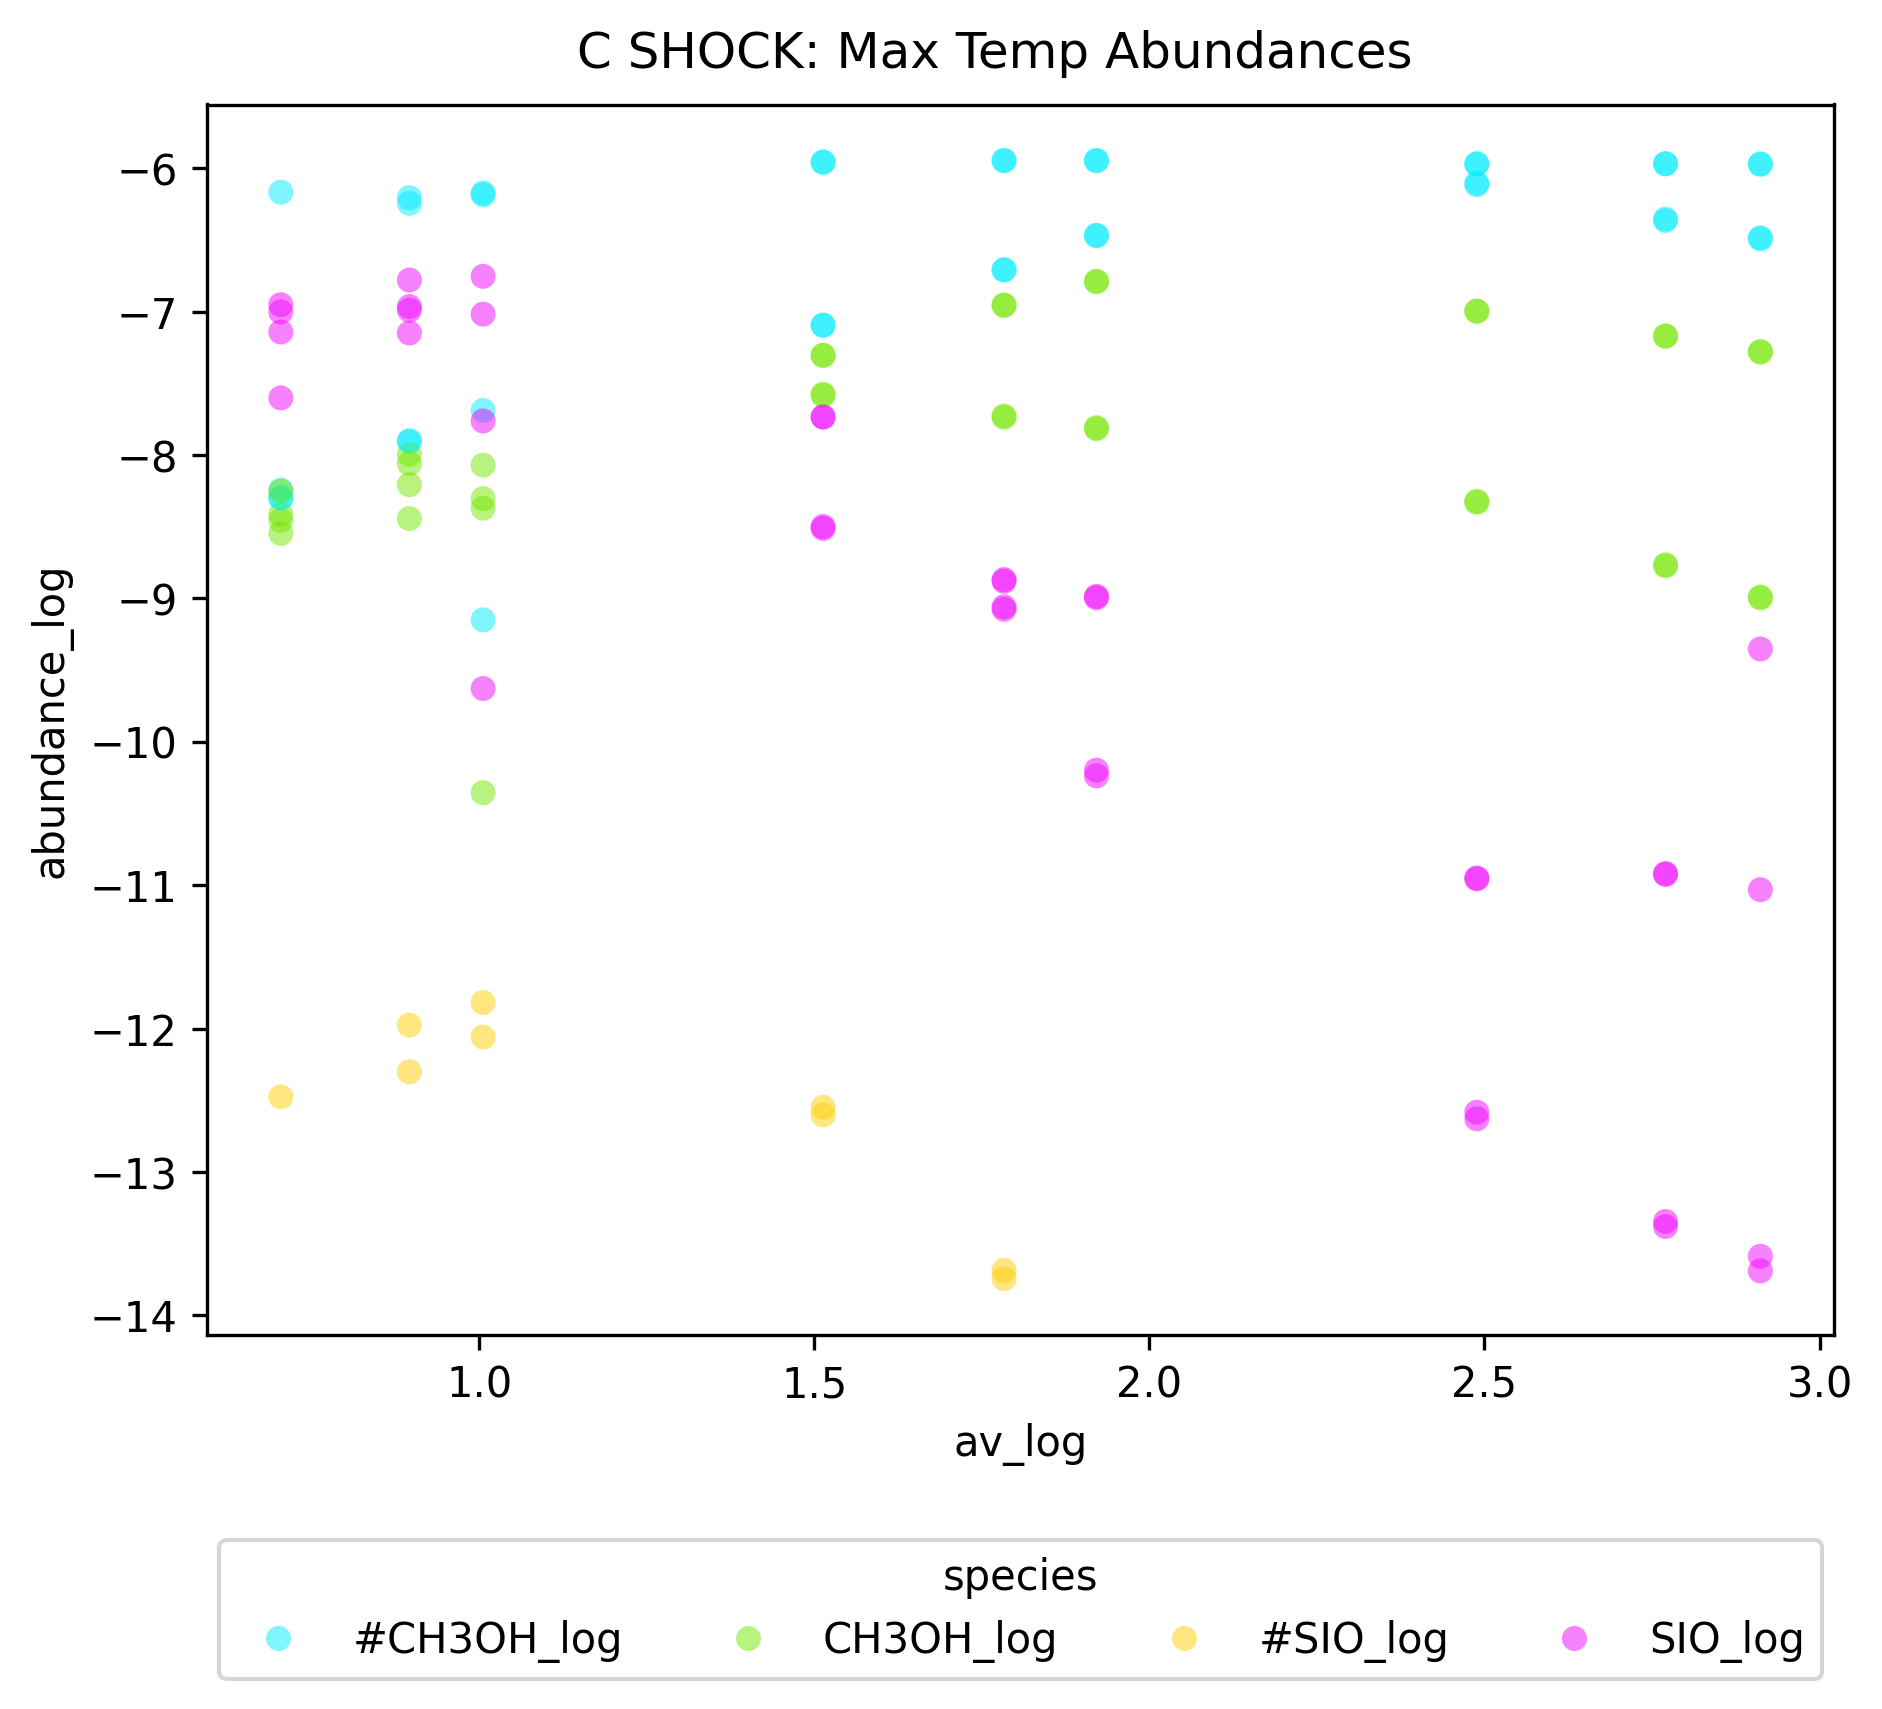 C SHOCK: Max Temp Abundances
abundance_log
−6
−7
−8
−9
−10
−11
−12
−13
−14
1.0 1.5 2.0 2.5 3.0
av_log
species
#CH3OH_log CH3OH_log #SIO_log SIO_log